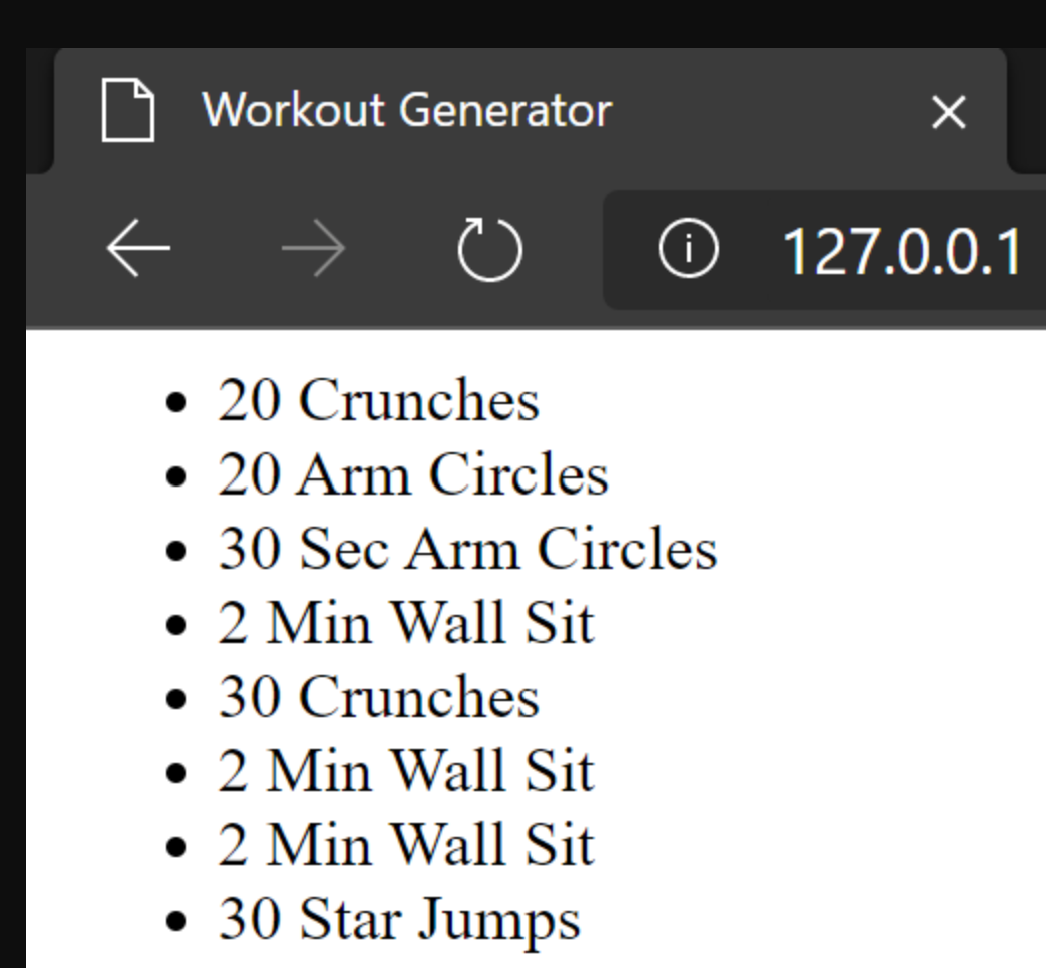 Workout Generator
127.0.0.1
20 Crunches
20 Arm Circles
30 Sec Arm Circles
2 Min Wall Sit
30 Crunches
2 Min Wall Sit
2 Min Wall Sit
30 Star Jumps